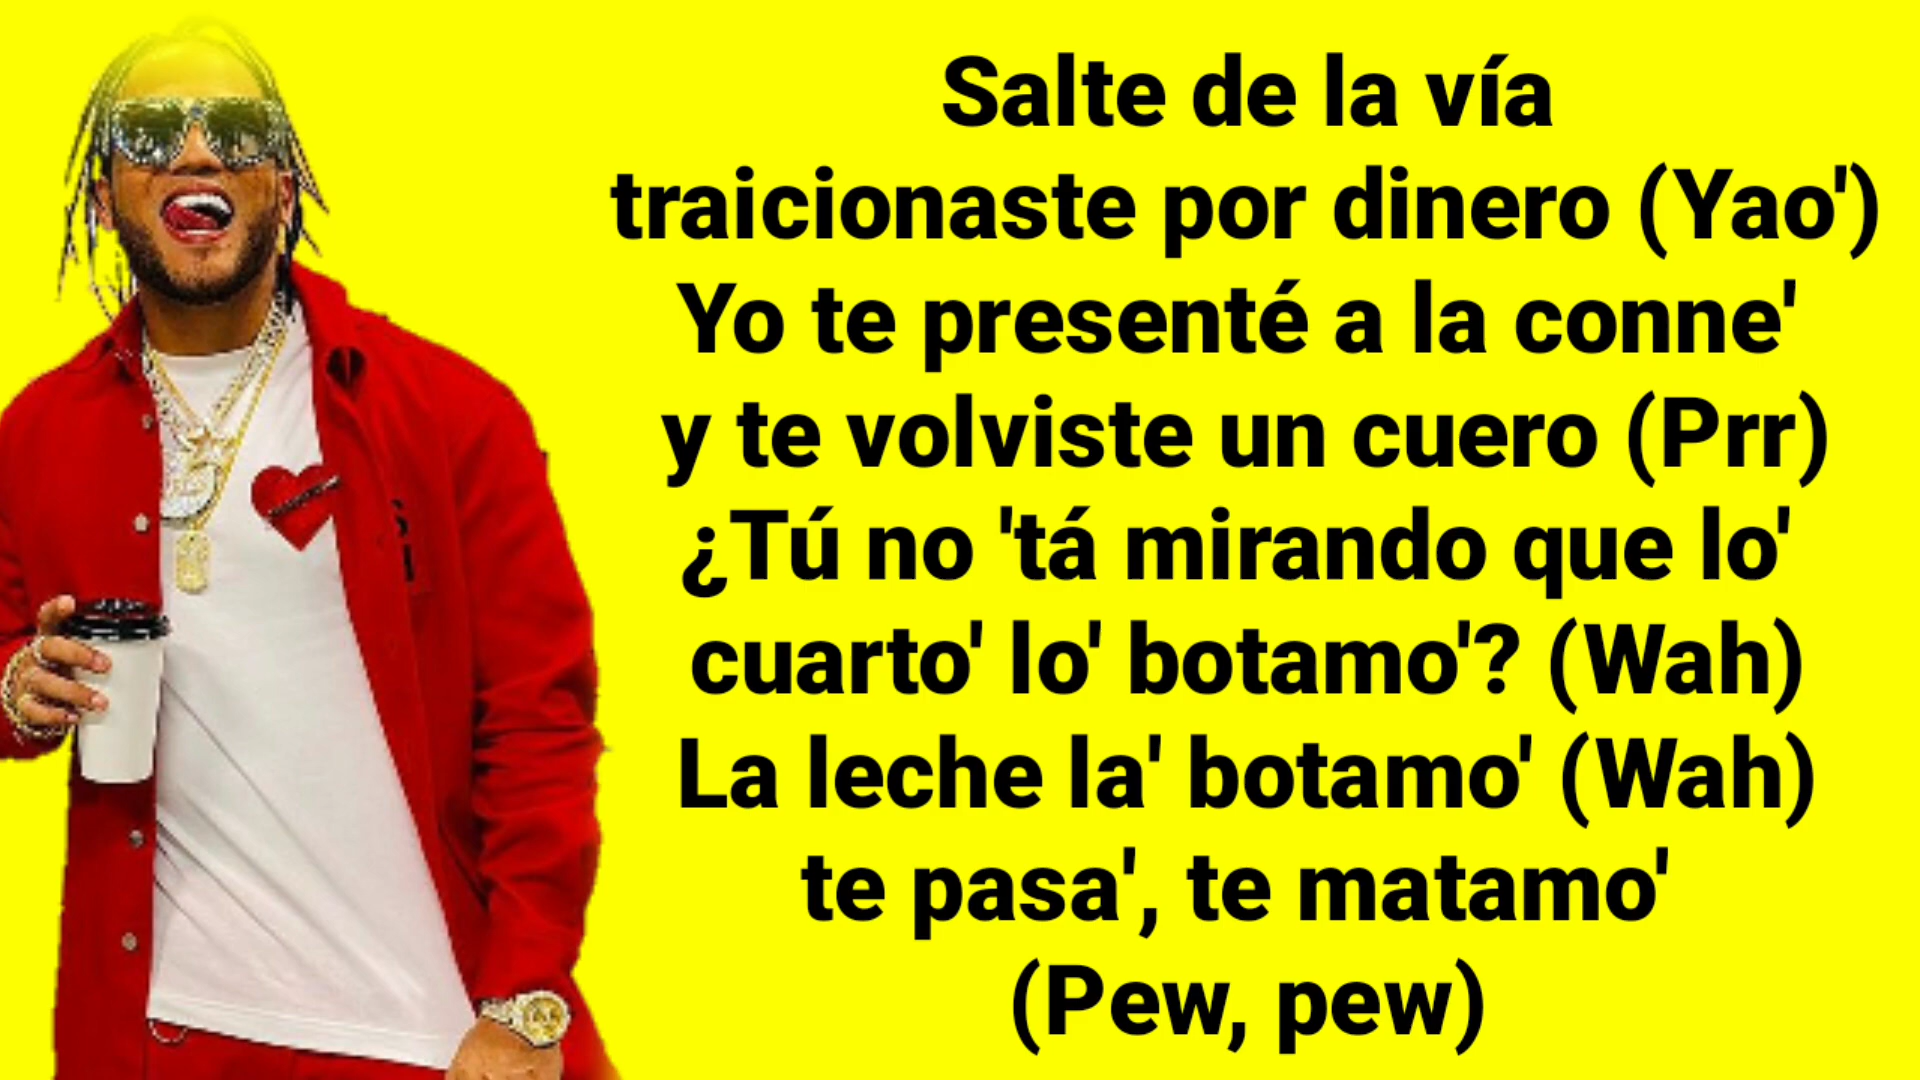 Salte de la vía
traicionaste por dinero (Yao')
Yo te presenté a la conne'
y te volviste un cuero (Prr)
¿Tú no 'tá mirando que lo'
cuarto' lo' botamo'? (Wah)
La leche la' botamo' (Wah)
te pasa', te matamo'
(Pew, pew)